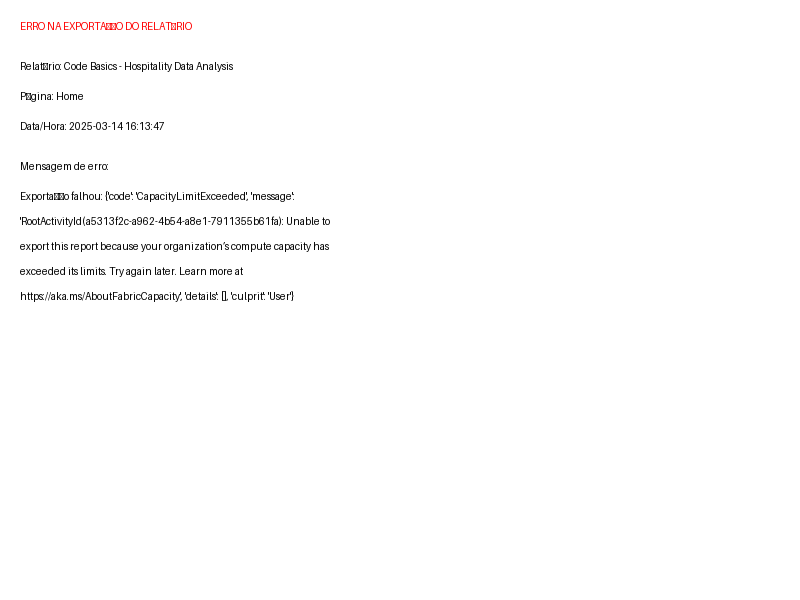 ERRO NA EXPORTA▯▯O DO RELAT▯RIO
Relat▯rio: Code Basics - Hospitality Data Analysis
P▯gina: Home
Data/Hora: 2025-03-14 16:13:47
Mensagem de erro:
Exporta▯▯o falhou: {'code': 'CapacityLimitExceeded', 'message':
'RootActivityId(a5313f2c-a962-4b54-a8e1-7911355b61fa): Unable to
export this report because your organization’s compute capacity has
exceeded its limits. Try again later. Learn more at
https://aka.ms/AboutFabricCapacity', 'details': [], 'culprit': 'User'}